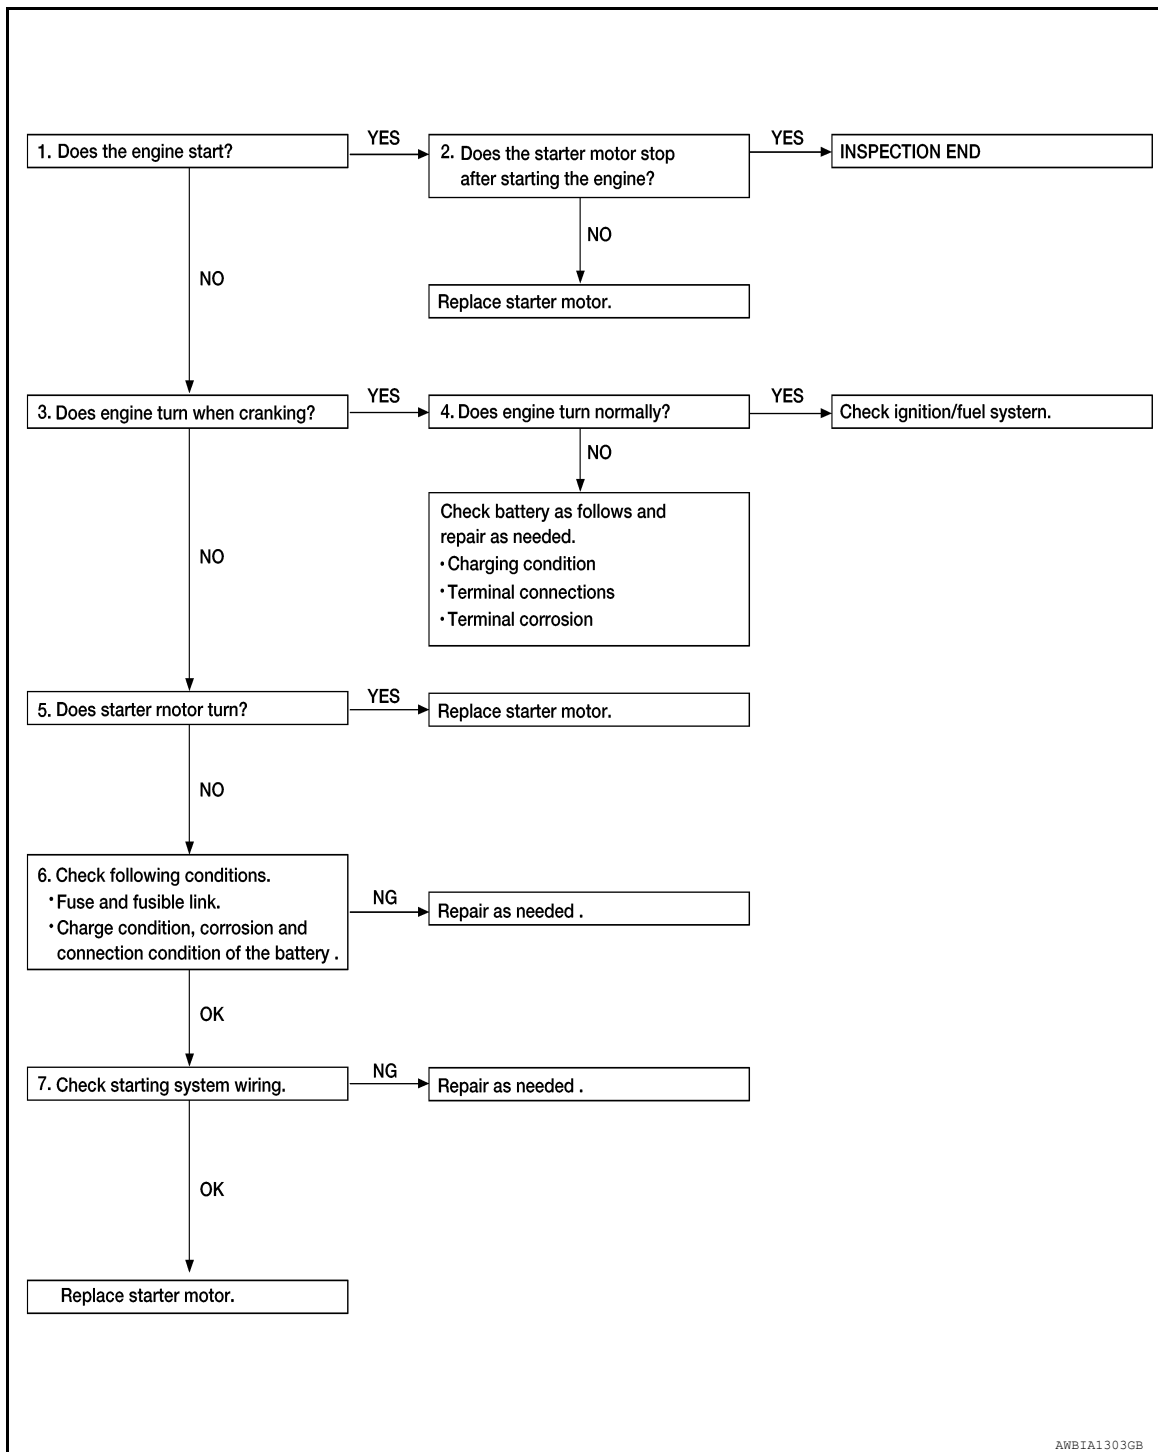 1. Does the engine start?
YES
2. Does the starter motor stop
after starting the engine?
YES
INSPECTION END
NO
Replace starter motor.
NO
3. Does engine turn when cranking?
YES
4. Does engine turn normally?
YES
Check ignition/fuel systern.
NO
Check battery as follows and
repair as needed.
• Charging condition
• Terminal connections
• Terminal corrosion
NO
5. Does starter rnotor turn?
YES
Replace starter motor.
NO
6. Check following conditions.
• Fuse and fusible link.
• Charge condition, corrosion and
connection condition of the battery .
NG
Repair as needed .
OK
7. Check starting system wiring.
NG
Repair as needed .
OK
Replace starter motor.
AWBIA1303GB